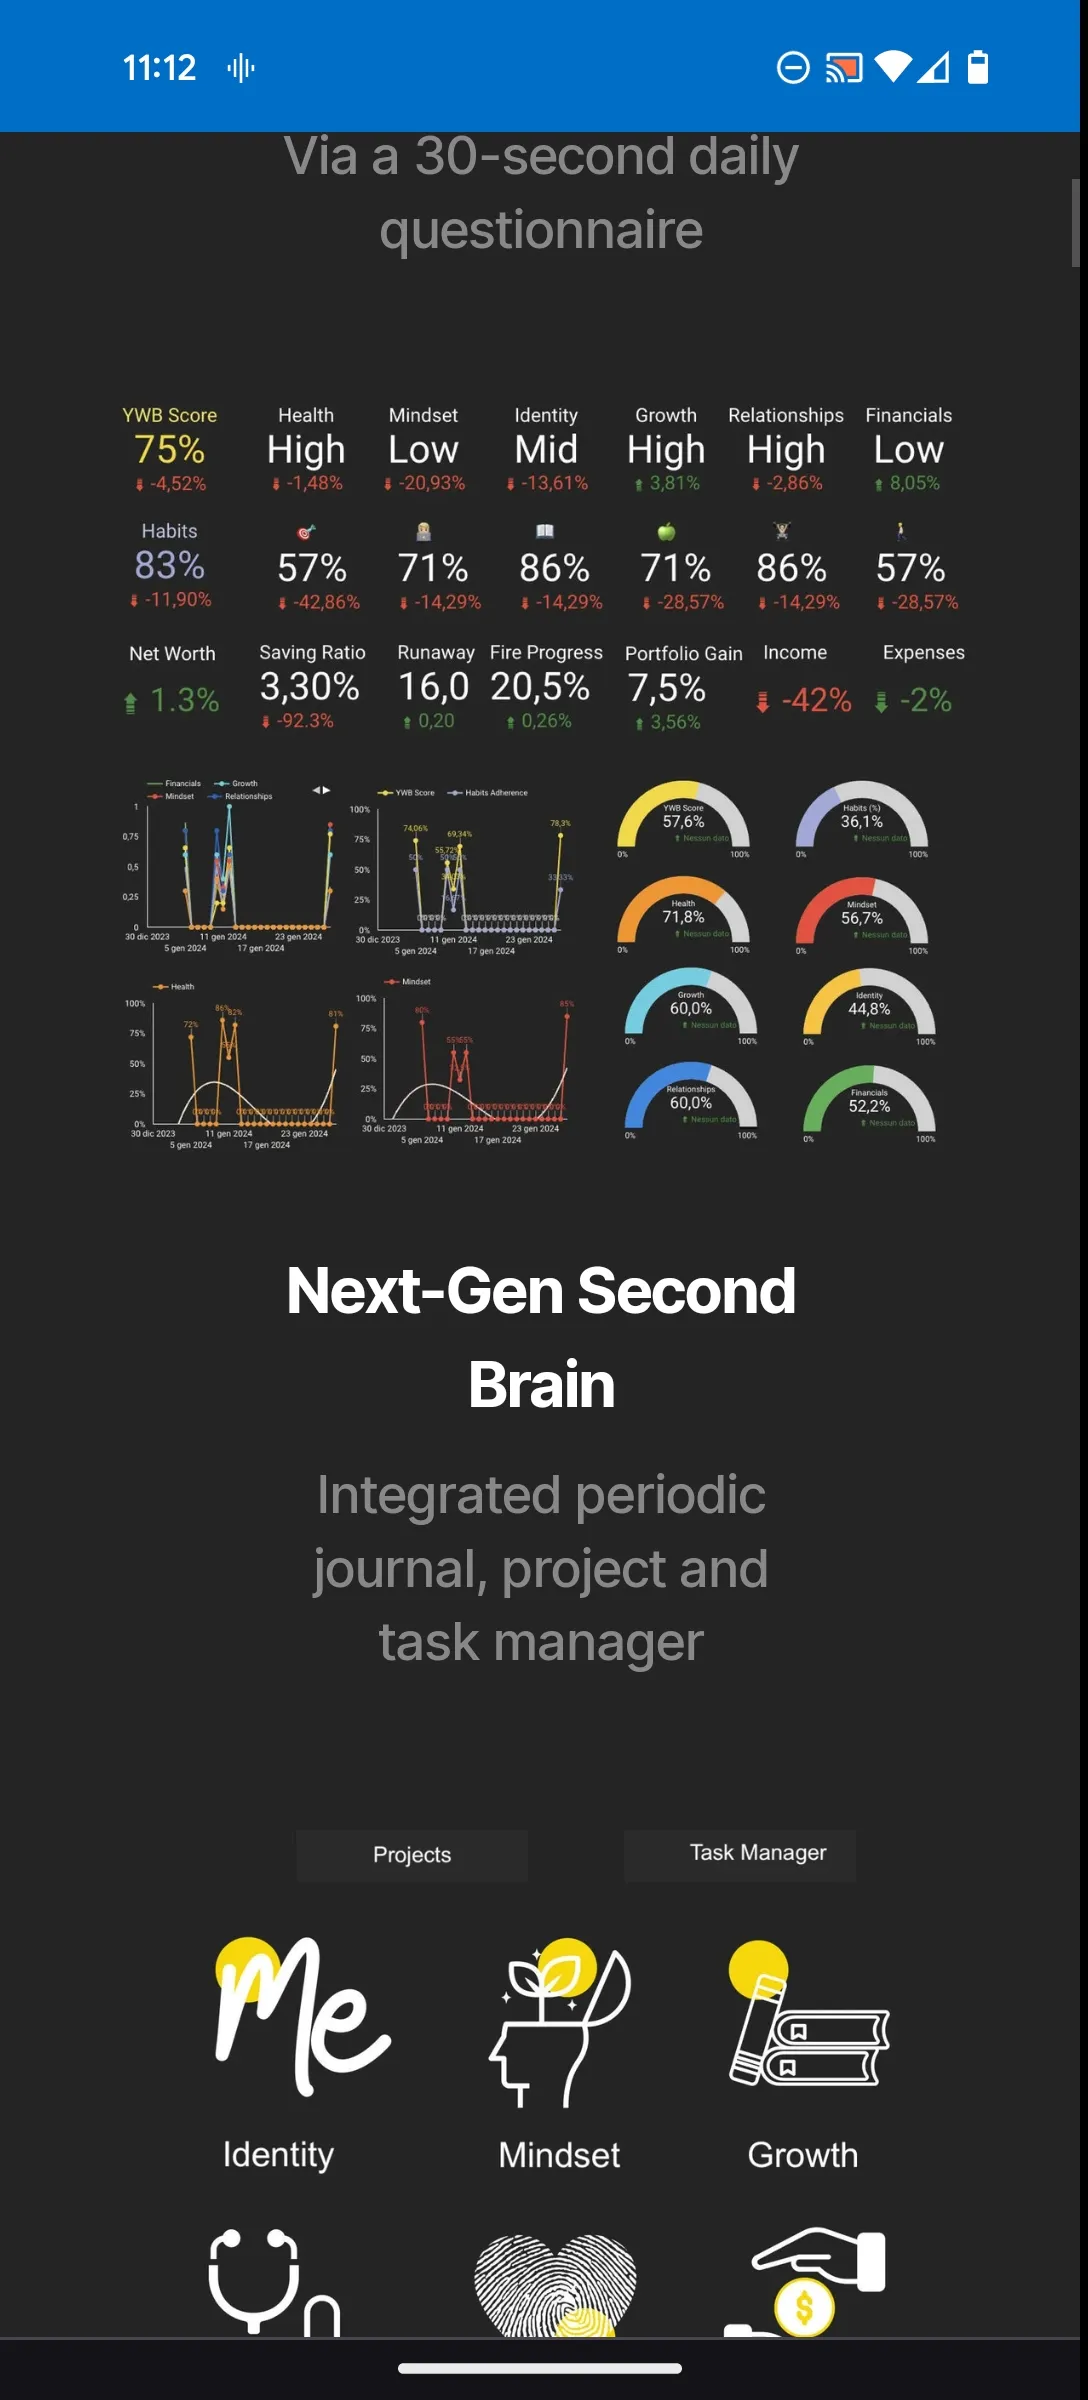 11:12
Via a 30-second daily
questionnaire
YWB Score Health Mindset Identity Growth Relationships Financials
75% High Low Mid High High Low
-4,52% -1,48% -20,93% -13,61% 3,81% -2,86% 8,05%
Habits
83% 57% 71% 86% 71% 86% 57%
-11,90% -42,86% -14,29% -14,29% -28,57% -14,29% -28,57%
Net Worth Saving Ratio Runaway Fire Progress Portfolio Gain Income Expenses
1.3% 3,30% 16,0 20,5% 7,5% -42% -2%
-92.3% 0,20 0,26% 3,56%
Financials Growth
Mindset Relationships
1
0,75
0,5
0,25
0
30 dic 2023 11 gen 2024 23 gen 2024
5 gen 2024 17 gen 2024
YWB Score Habits Adherence
100%
75%
50%
25%
0%
74,06% 69,34% 78,3%
55,72%
50%
30 dic 2023 11 gen 2024 23 gen 2024
5 gen 2024 17 gen 2024
YWB Score
57,6%
Nessun dato
0% 100%
Habits (%)
36,1%
Nessun dato
0% 100%
Health
71,8%
Nessun dato
0% 100%
Mindset
56,7%
Nessun dato
0% 100%
Health
100%
75%
50%
25%
0%
72% 86% 82% 81%
30 dic 2023 11 gen 2024 23 gen 2024
5 gen 2024 17 gen 2024
Mindset
100%
75%
50%
25%
0%
80% 55% 55% 85%
30 dic 2023 11 gen 2024 23 gen 2024
5 gen 2024 17 gen 2024
Growth
60,0%
Nessun dato
0% 100%
Identity
44,8%
Nessun dato
0% 100%
Relationships
60,0%
Nessun dato
0% 100%
Financials
52,2%
Nessun dato
0% 100%
Next-Gen Second
Brain
Integrated periodic
journal, project and
task manager
Projects Task Manager
Me
Identity Mindset Growth
$